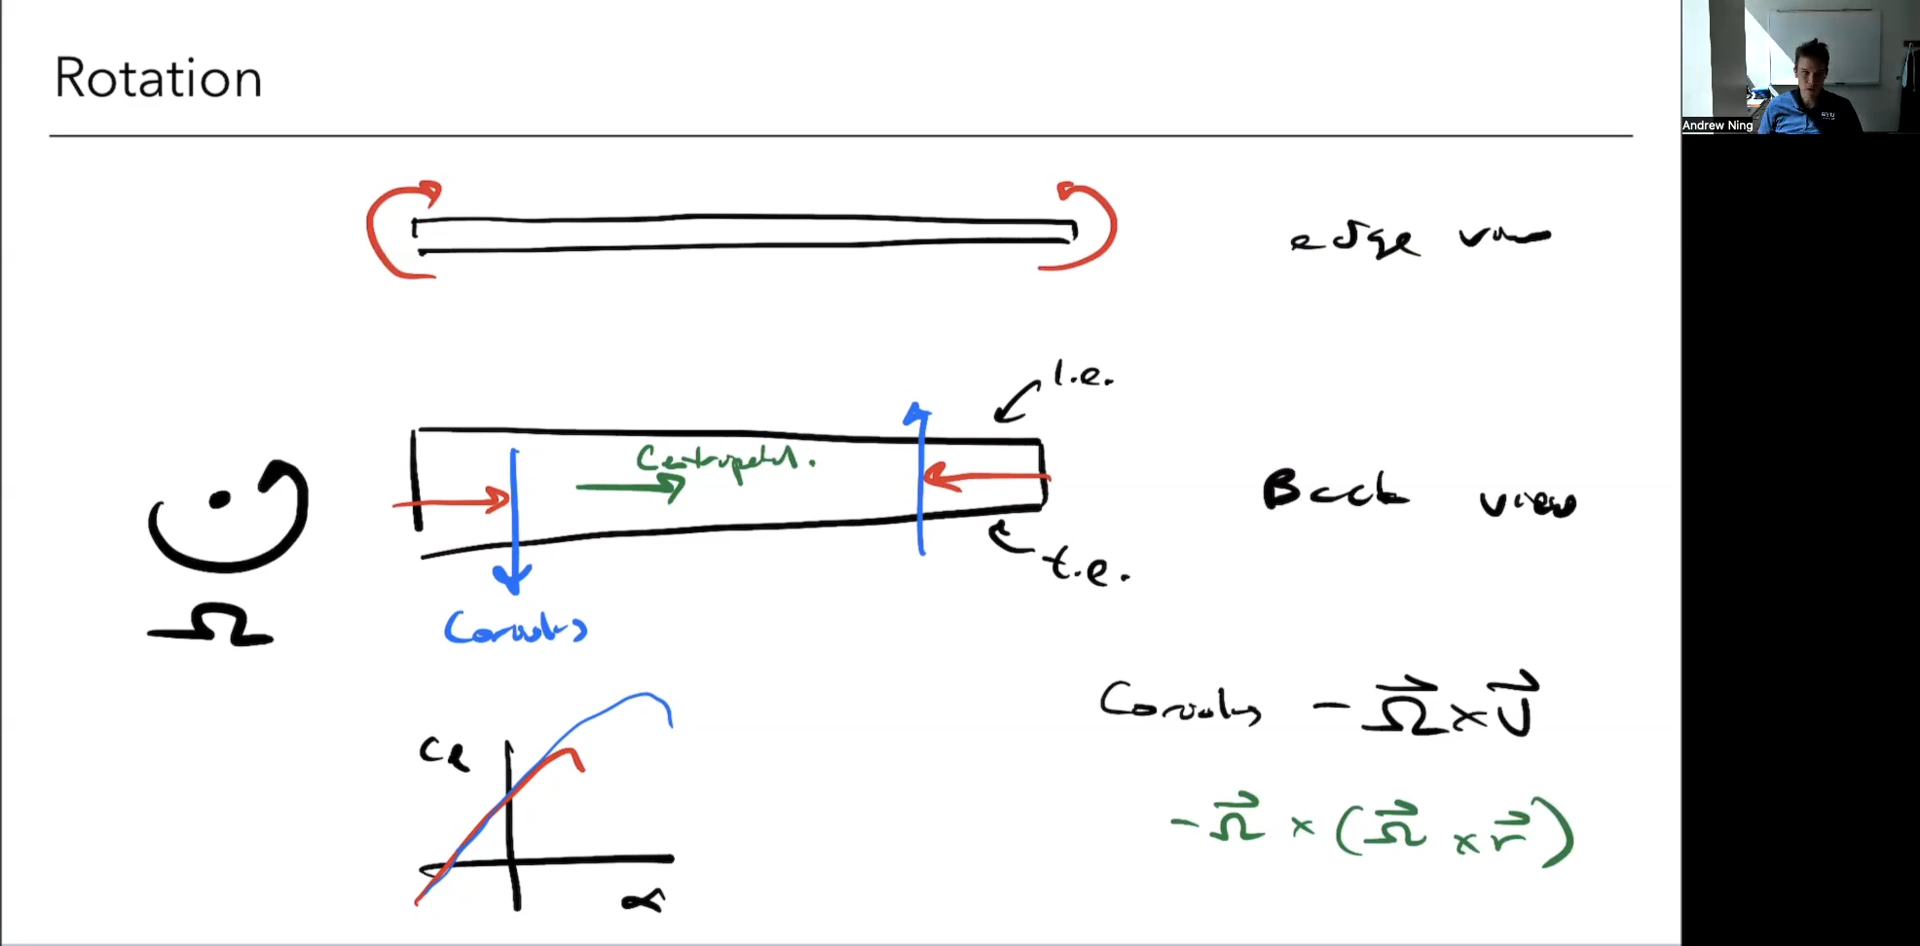 Rotation
Andrew Ning
edge view
l.e.
Centripetal.
Back view
t.e.
Ω
Coriolis
Coriolis -Ω⃗ x V⃗
Cℓ
-Ω⃗ x (Ω⃗ x r⃗)
α